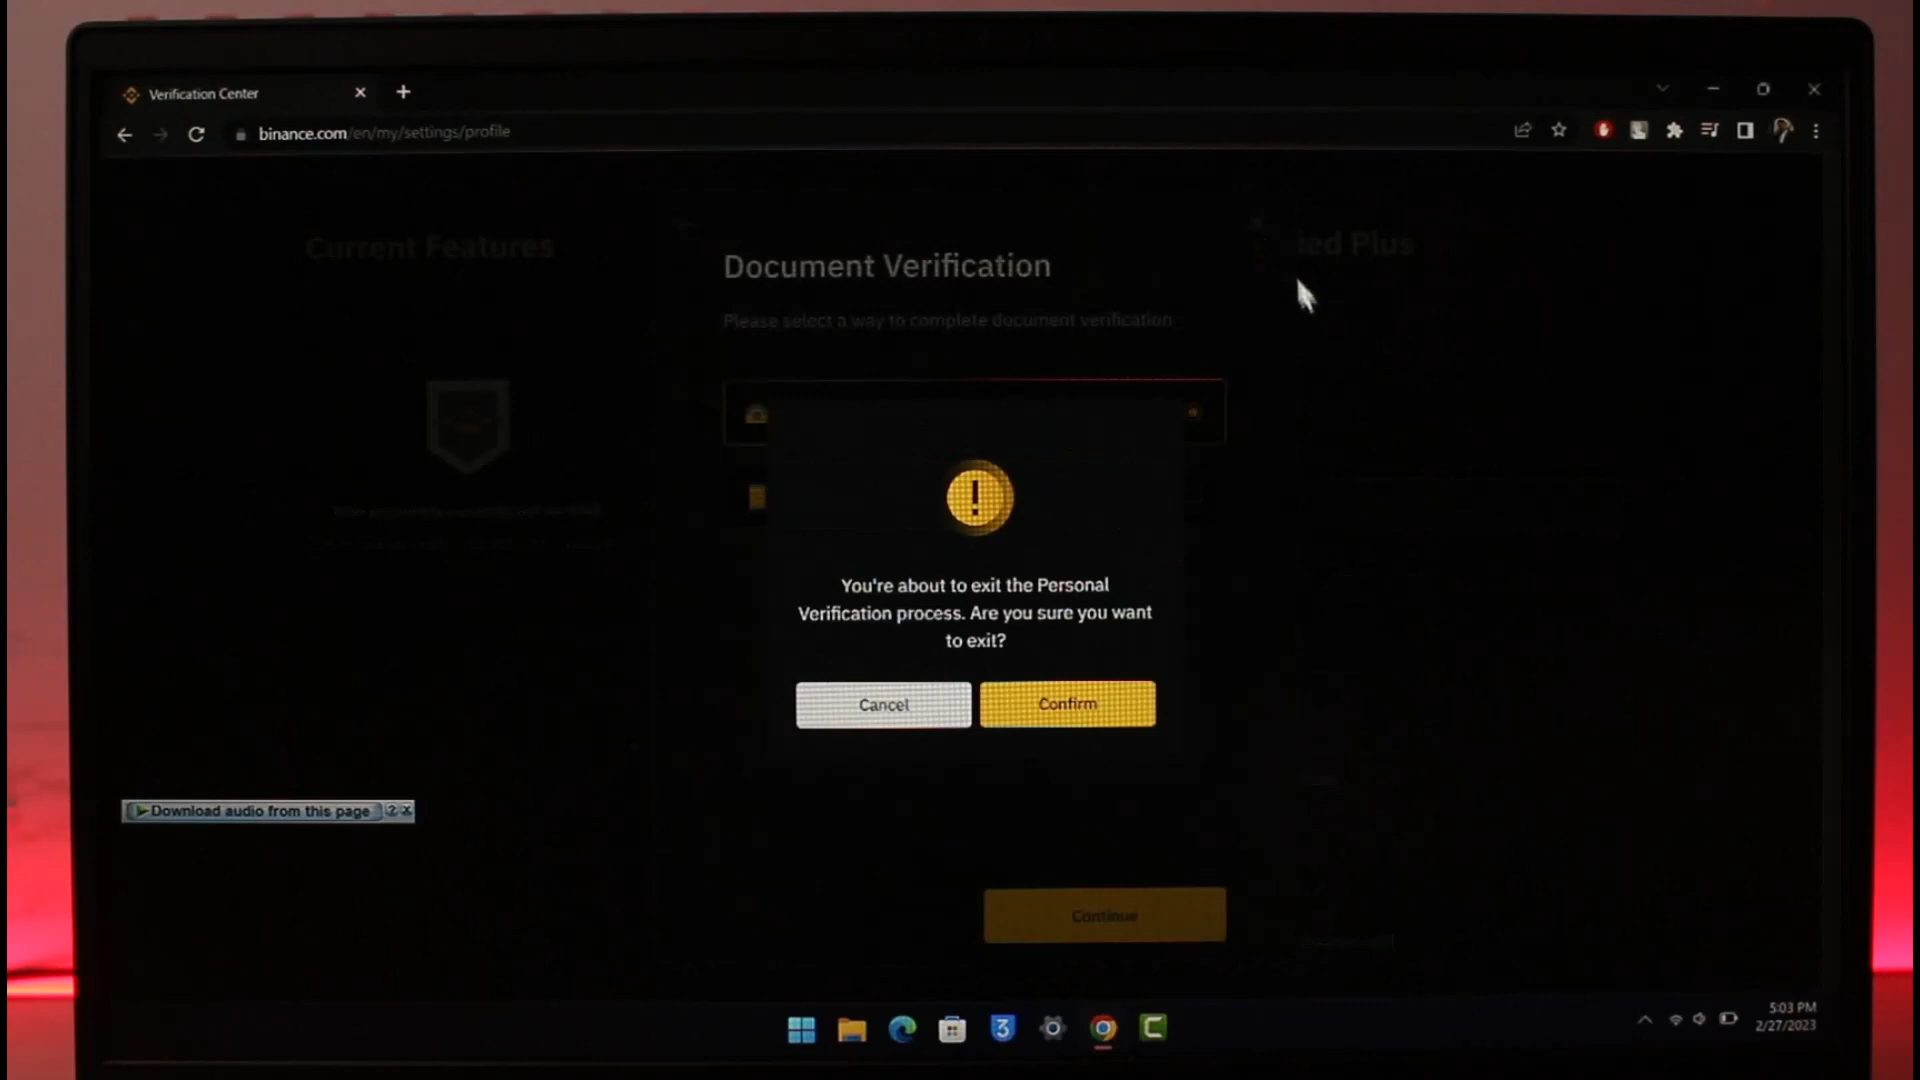 Verification Center
binance.com/en/my/settings/profile
Current Features
Document Verification
ied Plus
Please select a way to complete document verification
You're about to exit the Personal
Verification process. Are you sure you want
to exit?
Cancel
Confirm
Download audio from this page
Continue
5:03 PM
2/27/2023